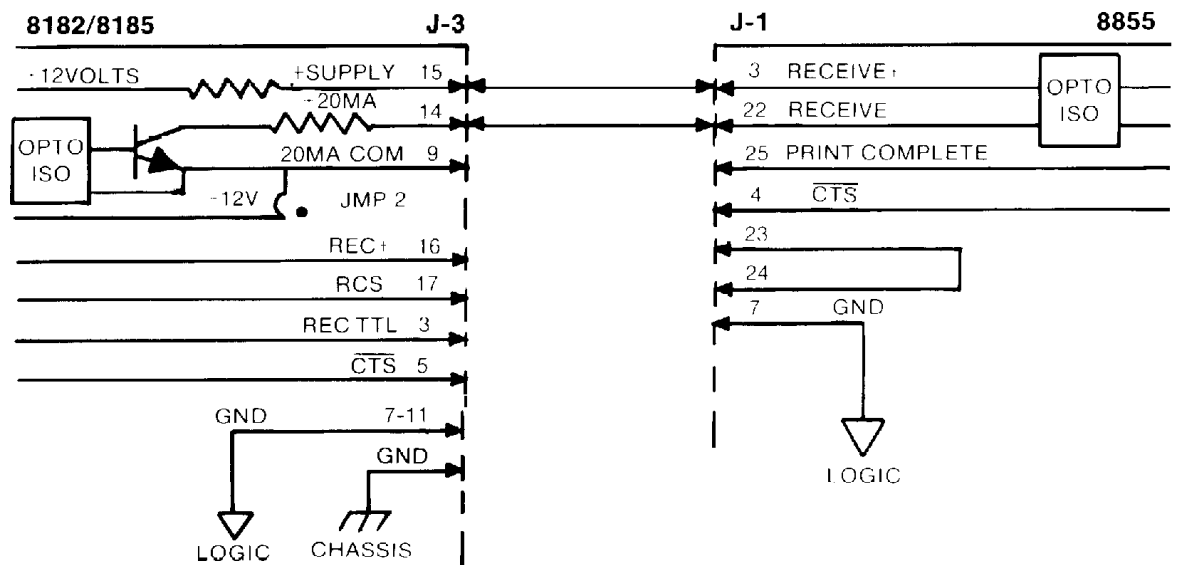 8182/8185 J-3
-12VOLTS
+SUPPLY 15
-20MA
14
OPTO
ISO
20MA COM 9
-12V JMP 2
REC+ 16
RCS 17
REC TTL 3
CTS 5
GND 7-11
GND
LOGIC
CHASSIS
J-1 8855
3 RECEIVE+
22 RECEIVE
OPTO
ISO
25 PRINT COMPLETE
4 CTS
23
24
7 GND
LOGIC